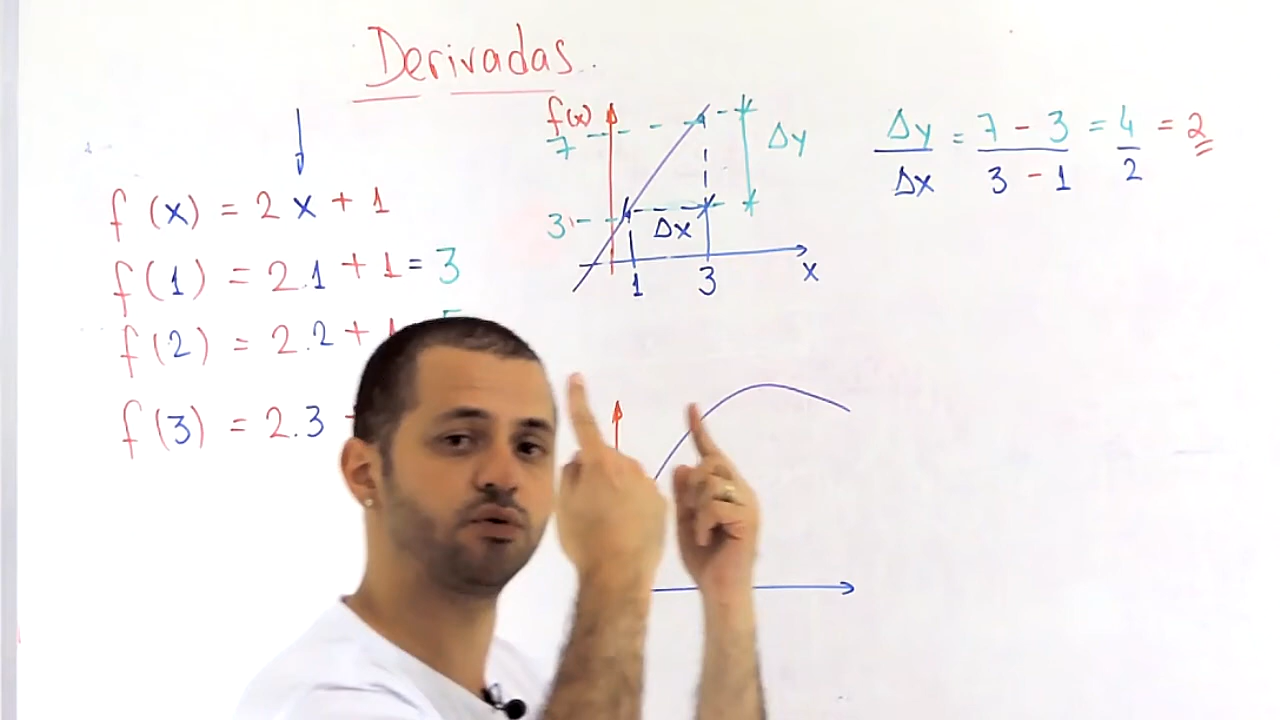 Derivadas
f(x) = 2x + 1
f(1) = 2.1 + 1 = 3
f(2) = 2.2 + 1
f(3) = 2.3
f(x)
7
Δy
3
Δx
1 3 x
Δy/Δx = 7 - 3/3 - 1 = 4/2 = 2